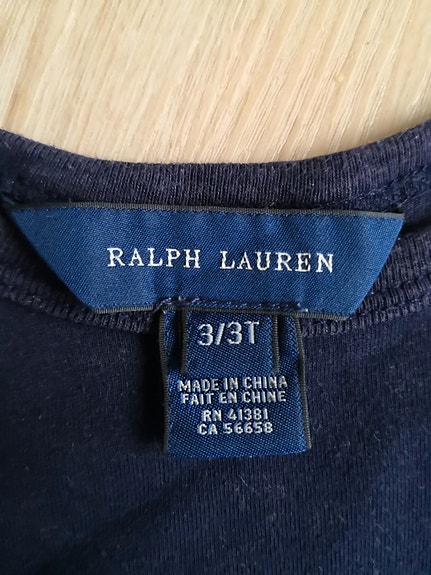 RALPH LAUREN
3/3T
MADE IN CHINA
FAIT EN CHINE
RN 41381
CA 56658